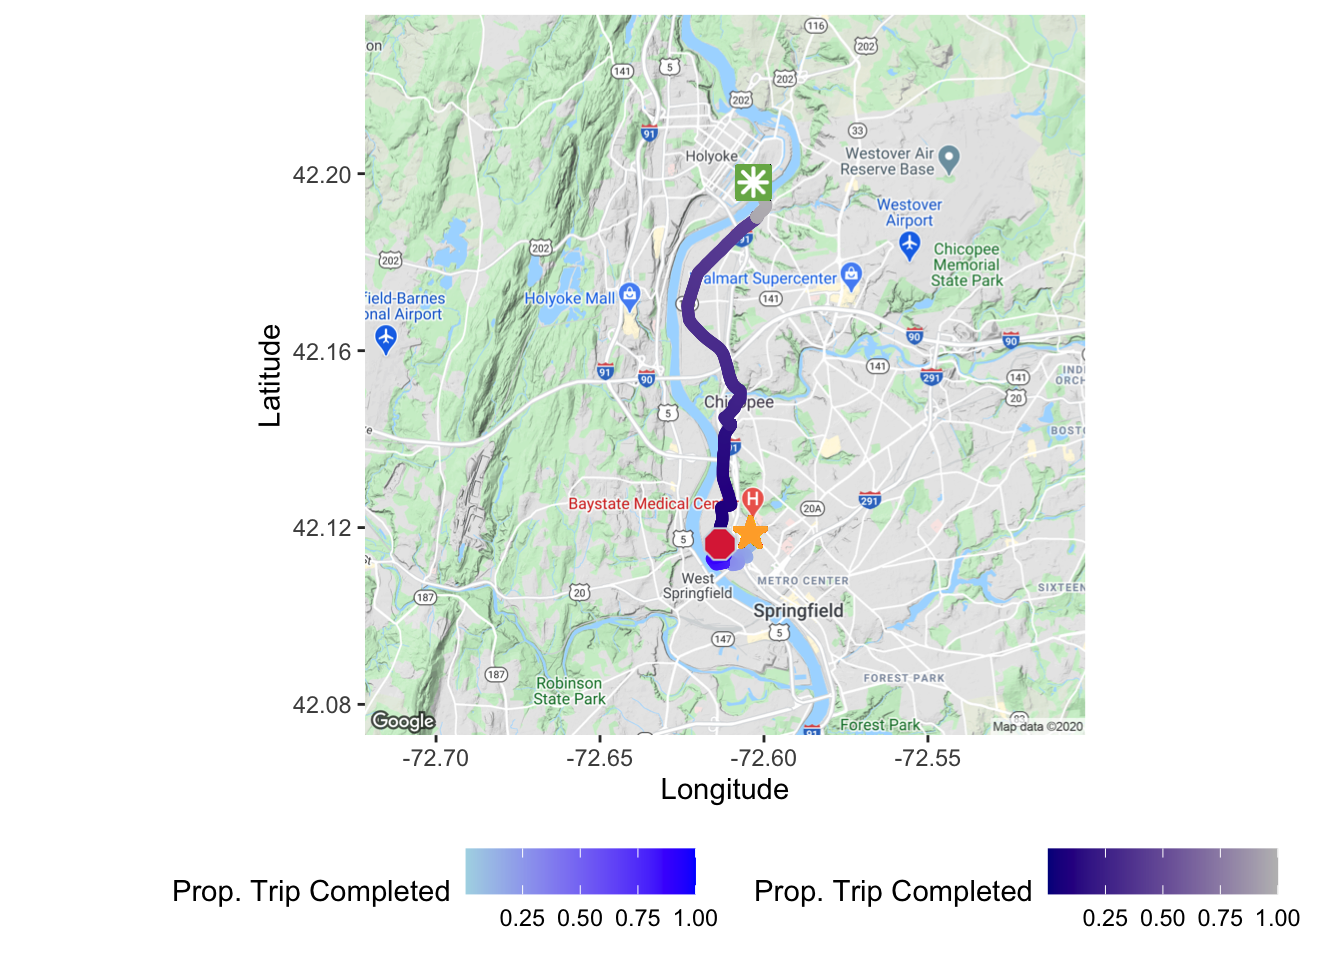 116
on
202
141
5
202
202
91
33
Holyoke
Westover Air
Reserve Base
42.20
Westover
Airport
202
202
91
Chicopee
Memorial
State Park
almart Supercenter
field-Barnes
onal Airport
Holyoke Mall
141
90
90
42.16
141
91
90
291
141
IND
ORCH
20
Chicopee
5
BOSTO
91
Latitude
Baystate Medical Cen
H
291
20A
42.12
5
West
Springfield
METRO CENTER
20
187
SIXTEEN
Springfield
147
5
187
FOREST PARK
Robinson
State Park
42.08
Google
91
Forest Park
Map data ©2020
-72.70
-72.65
-72.60
-72.55
Longitude
Prop. Trip Completed
0.25 0.50 0.75 1.00
Prop. Trip Completed
0.25 0.50 0.75 1.00